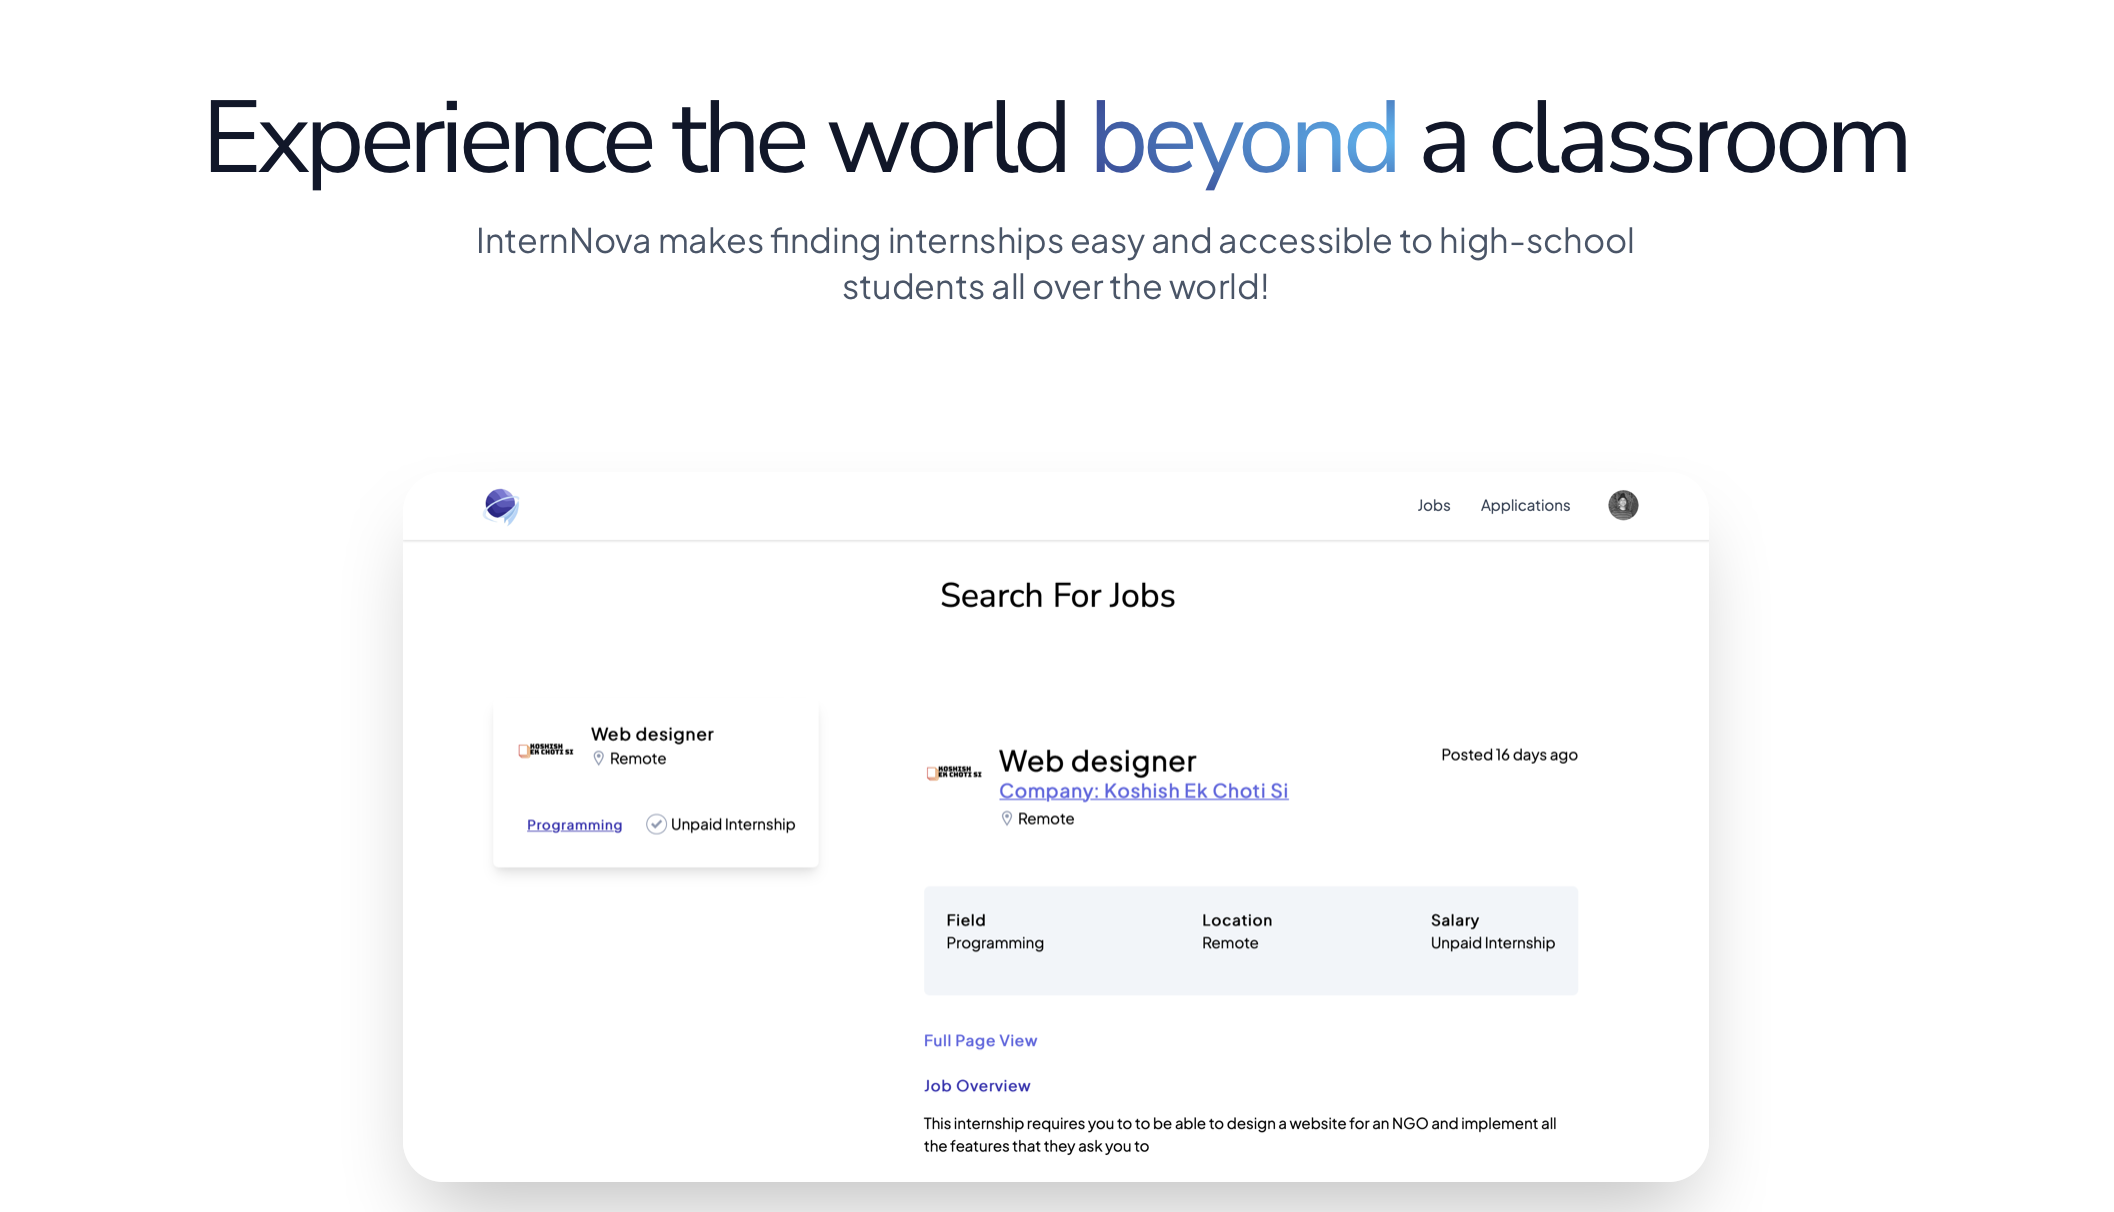 Experience the world beyond a classroom
InternNova makes finding internships easy and accessible to high-school
students all over the world!
Jobs Applications
Search For Jobs
KOSHISH
EK CHOTI SI
Web designer
Remote
Programming
Unpaid Internship
KOSHISH
EK CHOTI SI
Web designer
Company: Koshish Ek Choti Si
Remote
Posted 16 days ago
Field
Programming
Location
Remote
Salary
Unpaid Internship
Full Page View
Job Overview
This internship requires you to to be able to design a website for an NGO and implement all
the features that they ask you to